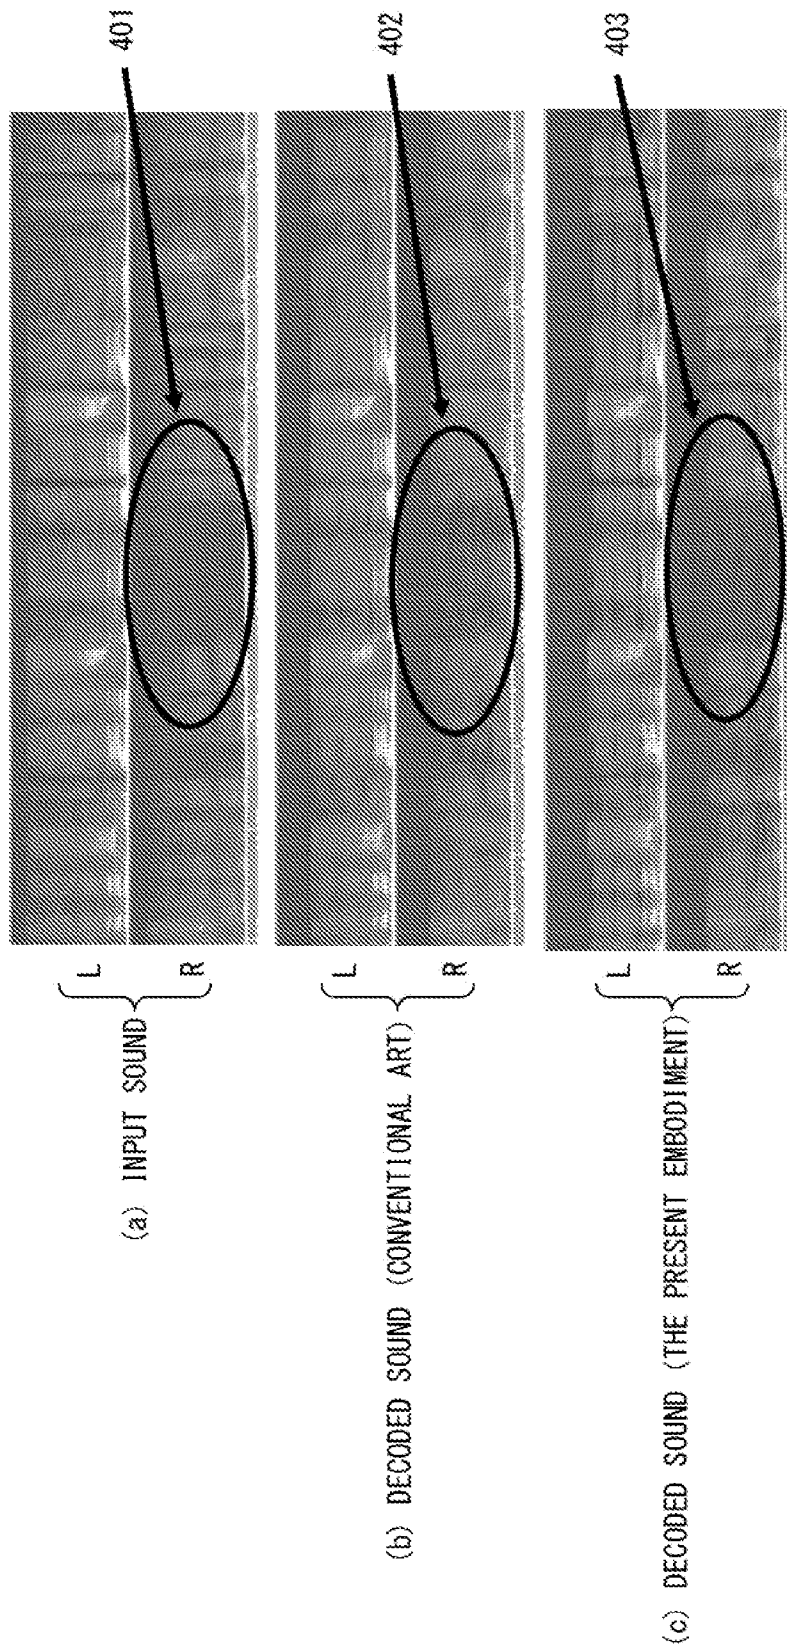 (a) INPUT SOUND
L
R
401
(b) DECODED SOUND (CONVENTIONAL ART)
L
R
402
(c) DECODED SOUND (THE PRESENT EMBODIMENT)
L
R
403